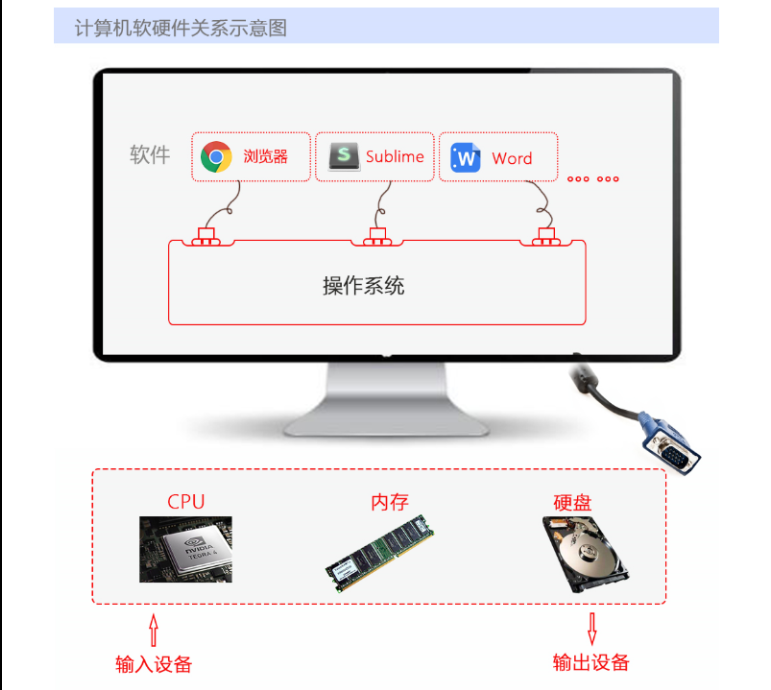 计算机软硬件关系示意图
软件
浏览器
S Sublime
W Word
操作系统
CPU
内存
硬盘
NVIDIA
TEGRA 4
输入设备
输出设备